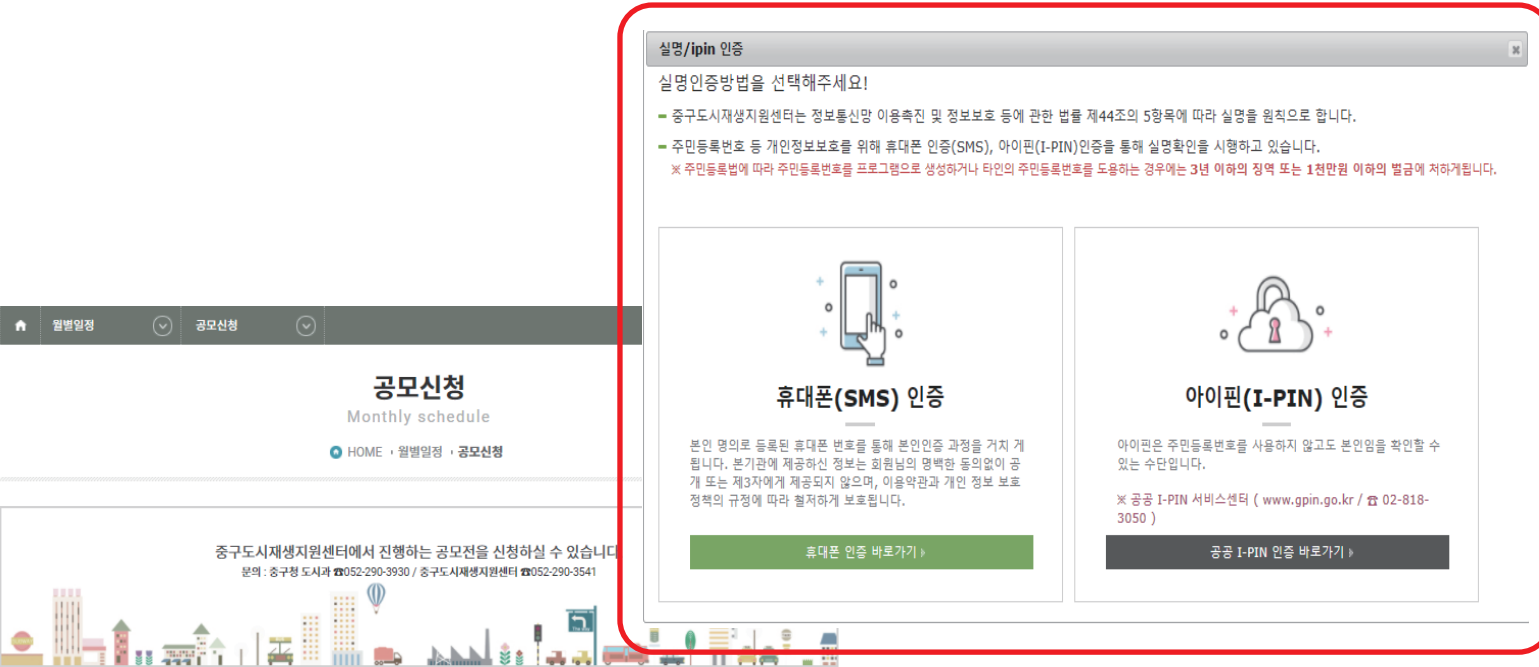 월별일정
공모신청
공모신청
Monthly schedule
HOME 월별일정 공모신청
중구도시재생지원센터에서 진행하는 공모전을 신청하실 수 있습니다
문의 : 중구청 도시과 ☎052-290-3930 / 중구도시재생지원센터 ☎052-290-3541
실명/ipin 인증
실명인증방법을 선택해주세요!
중구도시재생지원센터는 정보통신망 이용촉진 및 정보보호 등에 관한 법률 제44조의 5항목에 따라 실명을 원칙으로 합니다.
주민등록번호 등 개인정보보호를 위해 휴대폰 인증(SMS), 아이핀(I-PIN)인증을 통해 실명확인을 시행하고 있습니다.
※ 주민등록법에 따라 주민등록번호를 프로그램으로 생성하거나 타인의 주민등록번호를 도용하는 경우에는 3년 이하의 징역 또는 1천만원 이하의 벌금에 처하게됩니다.
휴대폰(SMS) 인증
본인 명의로 등록된 휴대폰 번호를 통해 본인인증 과정을 거치 게
됩니다. 본기관에 제공하신 정보는 회원님의 명백한 동의없이 공
개 또는 제3자에게 제공되지 않으며, 이용약관과 개인 정보 보호
정책의 규정에 따라 철저하게 보호됩니다.
휴대폰 인증 바로가기
아이핀(I-PIN) 인증
아이핀은 주민등록번호를 사용하지 않고도 본인임을 확인할 수
있는 수단입니다.
※ 공공 I-PIN 서비스센터 ( www.gpin.go.kr / ☎ 02-818-
3050 )
공공 I-PIN 인증 바로가기